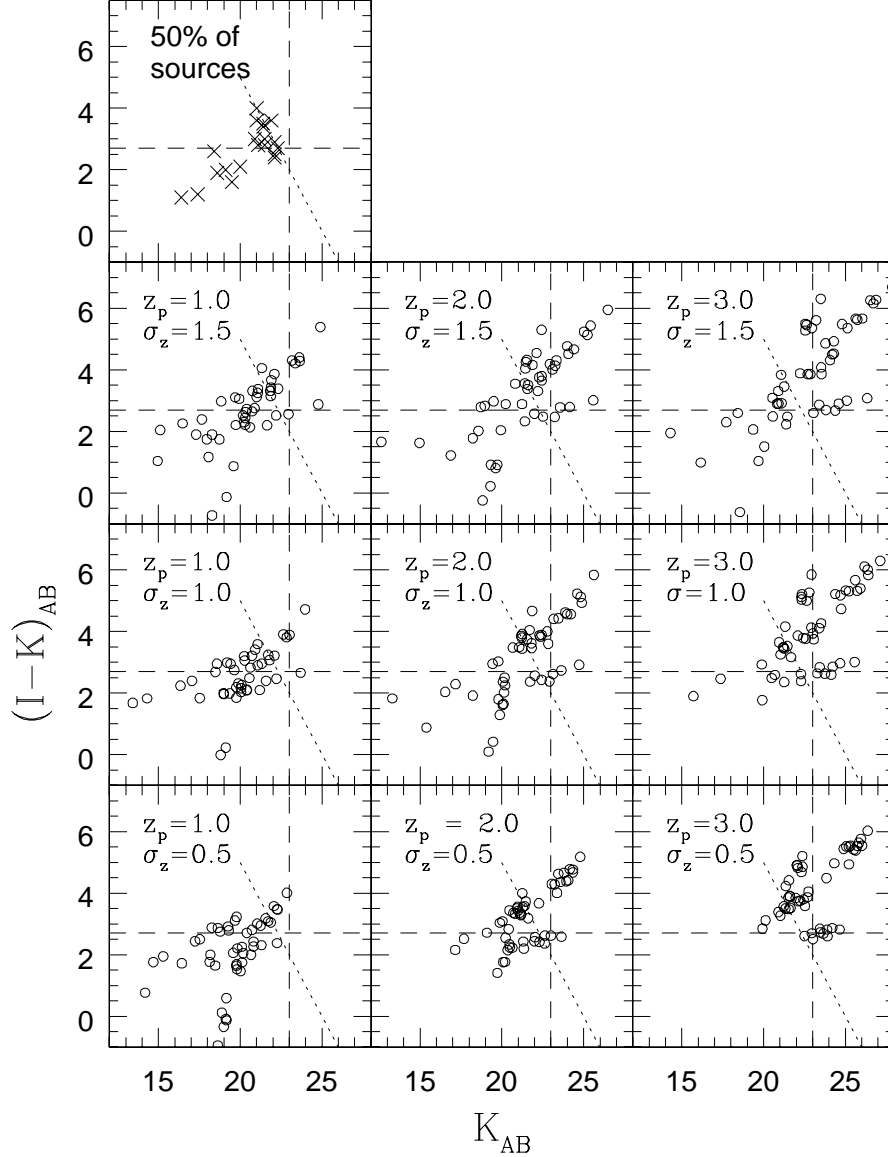 50% of
sources
6
4
2
0
z_p=1.0
σ_z=1.5
z_p=2.0
σ_z=1.5
z_p=3.0
σ_z=1.5
6
4
2
0
z_p=1.0
σ_z=1.0
z_p=2.0
σ_z=1.0
z_p=3.0
σ=1.0
6
4
2
0
z_p=1.0
σ_z=0.5
z_p = 2.0
σ_z=0.5
z_p=3.0
σ_z=0.5
6
4
2
0
15 20 25 15 20 25 15 20 25
(I−K)_AB
K_AB